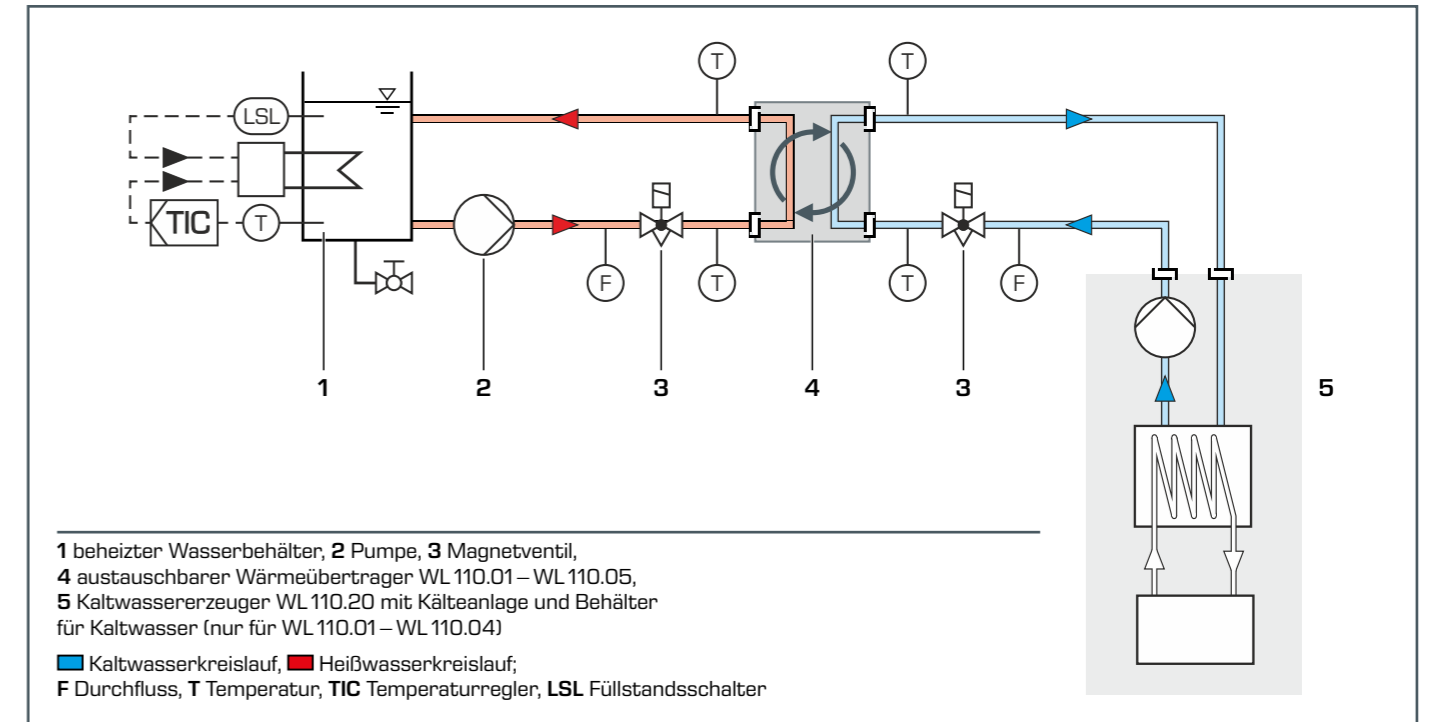 T T
LSL
TIC T
F T T F
1 2 3 4 3 5
1 beheizter Wasserbehälter, 2 Pumpe, 3 Magnetventil,
4 austauschbarer Wärmeübertrager WL 110.01 – WL 110.05,
5 Kaltwassererzeuger WL 110.20 mit Kälteanlage und Behälter
für Kaltwasser (nur für WL 110.01 – WL 110.04)
Kaltwasserkreislauf, Heißwasserkreislauf;
F Durchfluss, T Temperatur, TIC Temperaturregler, LSL Füllstandsschalter